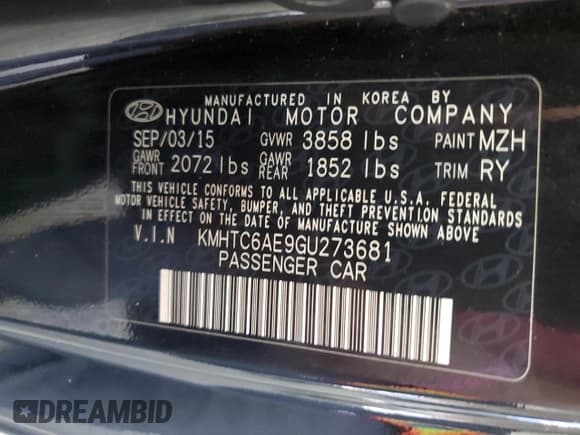 MANUFACTURED IN KOREA BY
HYUNDAI MOTOR COMPANY
SEP/03/15 GVWR 3858 lbs PAINT MZH
GAWR FRONT 2072 lbs GAWR REAR 1852 lbs TRIM RY
THIS VEHICLE CONFORMS TO ALL APPLICABLE U.S.A. FEDERAL
MOTOR VEHICLE SAFETY, BUMPER, AND THEFT PREVENTION STANDARDS
IN EFFECT ON THE DATE OF MANUFACTURE SHOWN ABOVE.
V.I.N KMHTC6AE9GU273681
PASSENGER CAR
DREAMBID